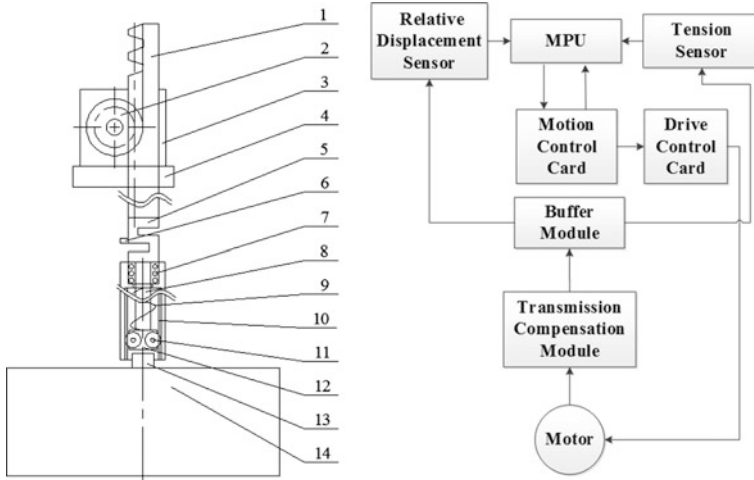 1
2
3
4
5
6
7
8
9
10
11
12
13
14
Relative
Displacement
Sensor
MPU
Tension
Sensor
Motion
Control
Card
Drive
Control
Card
Buffer
Module
Transmission
Compensation
Module
Motor